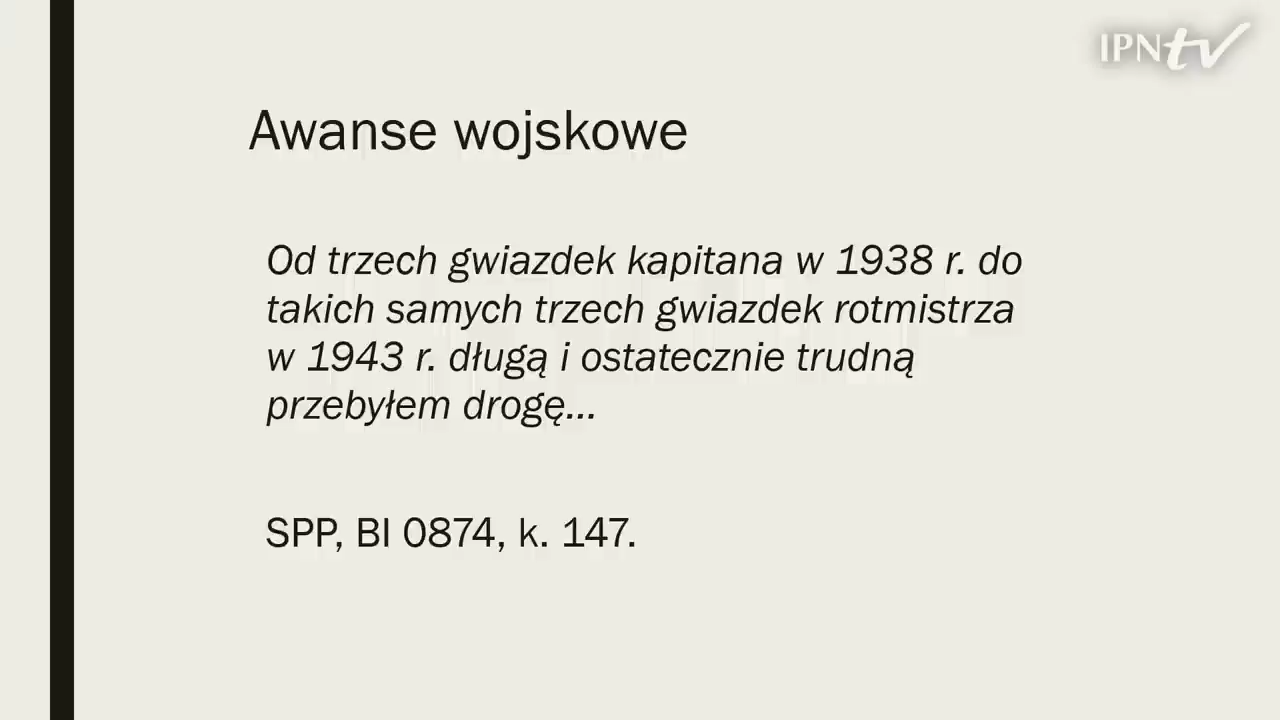 IPNtv
Awanse wojskowe
Od trzech gwiazdek kapitana w 1938 r. do
takich samych trzech gwiazdek rotmistrza
w 1943 r. długą i ostatecznie trudną
przebyłem drogę...
SPP, BI 0874, k. 147.